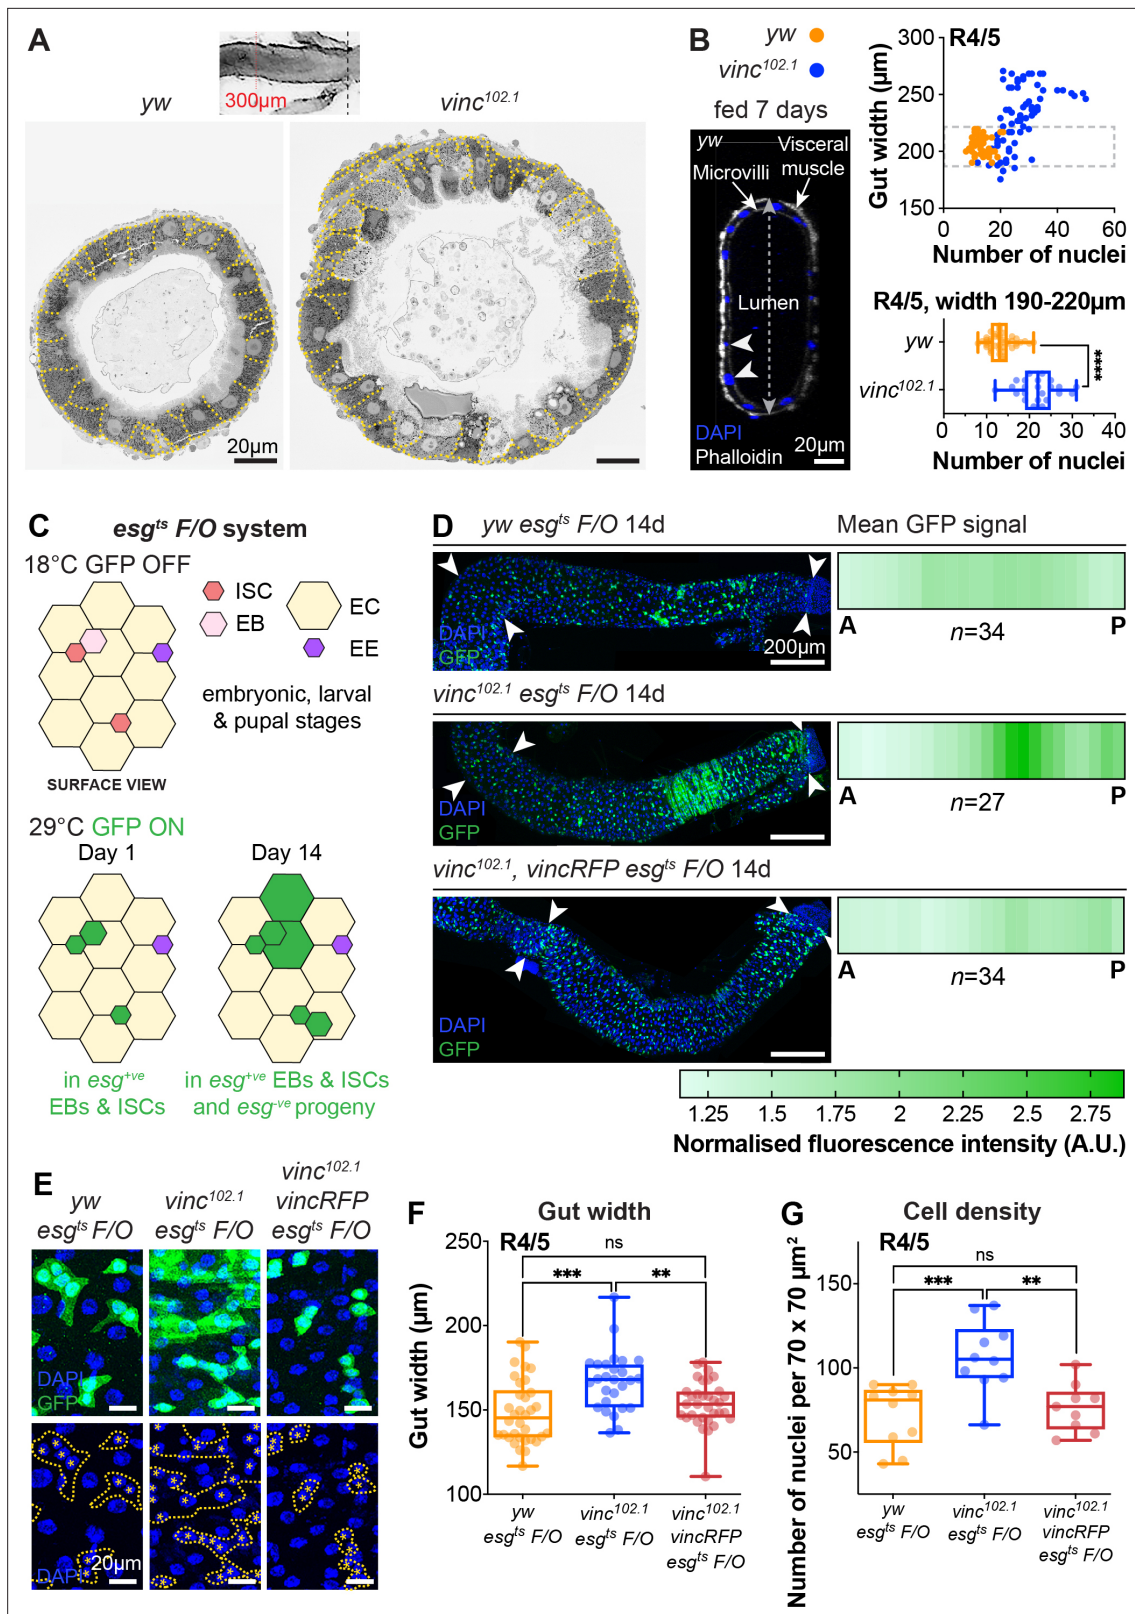 A
yw
300µm
vinc102.1
20µm
B
yw
vinc102.1
fed 7 days
yw
Visceral
muscle
Microvilli
Lumen
DAPI
Phalloidin
20µm
R4/5
Gut width (µm)
300
250
200
150
0 20 40 60
Number of nuclei
R4/5, width 190-220µm
yw
vinc102.1
****
0 10 20 30 40
Number of nuclei
C
esgts F/O system
18°C GFP OFF
ISC
EB
EC
EE
embryonic, larval
& pupal stages
SURFACE VIEW
29°C GFP ON
Day 1
Day 14
in esg+ve
EBs & ISCs
in esg+ve EBs & ISCs
and esg-ve progeny
D
yw esgts F/O 14d
Mean GFP signal
DAPI
GFP
200µm
A
P
n=34
vinc102.1 esgts F/O 14d
DAPI
GFP
A
P
n=27
vinc102.1, vincRFP esgts F/O 14d
DAPI
GFP
A
P
n=34
1.25 1.5 1.75 2 2.25 2.5 2.75
Normalised fluorescence intensity (A.U.)
E
yw
esgts F/O
vinc102.1
esgts F/O
vinc102.1
vincRFP
esgts F/O
DAPI
GFP
DAPI
20µm
F
Gut width
R4/5
Gut width (µm)
250
200
150
100
ns
***
**
yw
esgts F/O
vinc102.1
esgts F/O
vinc102.1
vincRFP
esgts F/O
G
Cell density
R4/5
Number of nuclei per 70 x 70 µm2
150
100
50
ns
***
**
yw
esgts F/O
vinc102.1
esgts F/O
vinc102.1
vincRFP
esgts F/O